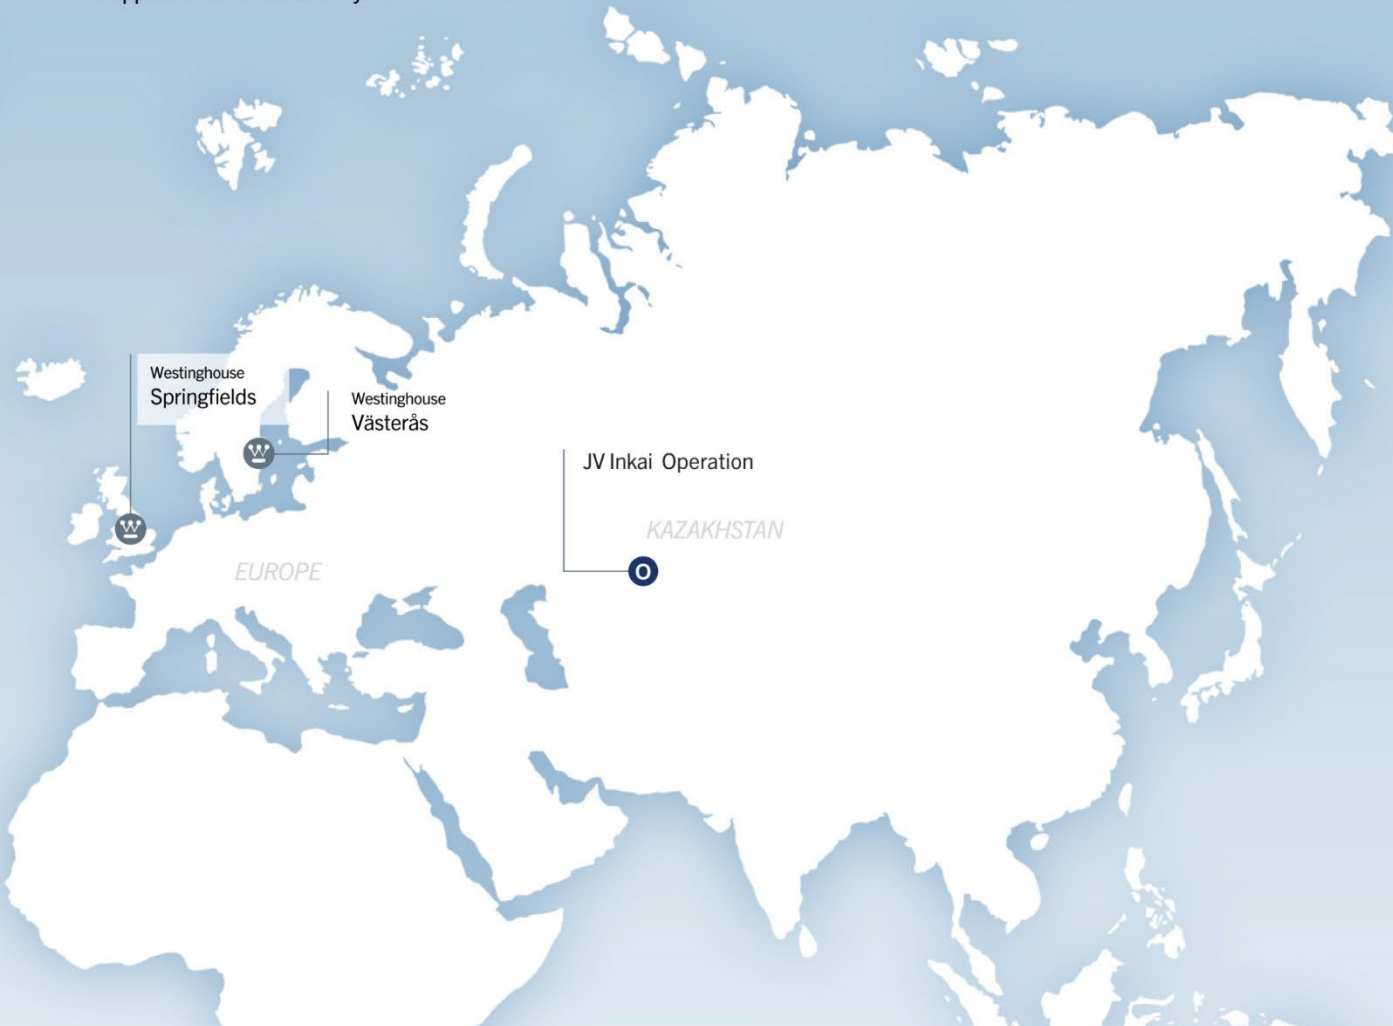 Westinghouse
Springfields
Westinghouse
Västerås
JV Inkai Operation
KAZAKHSTAN
EUROPE
O